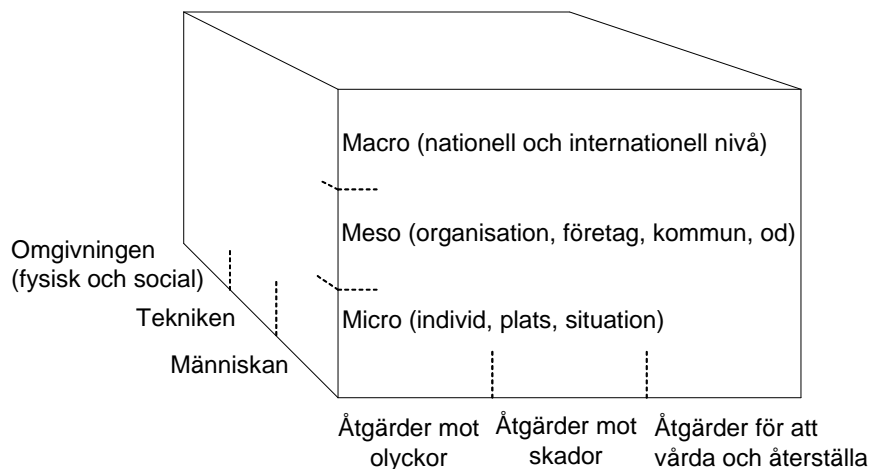 Macro (nationell och internationell nivå)
Meso (organisation, företag, kommun, od)
Micro (individ, plats, situation)
Omgivningen
(fysisk och social)
Tekniken
Människan
Åtgärder mot
olyckor
Åtgärder mot
skador
Åtgärder för att
vårda och återställa